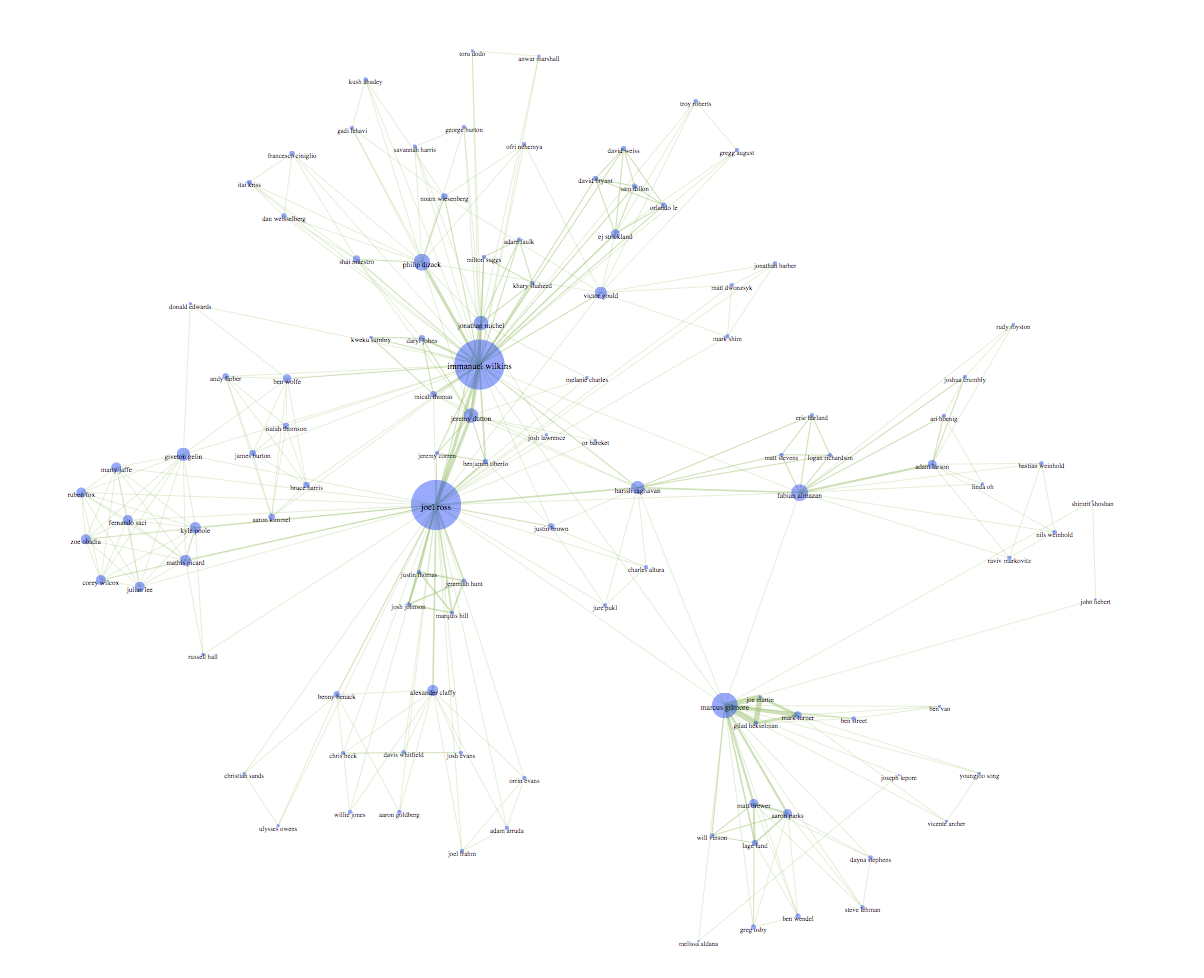 toru dodo
anwar marshall
kush abadey
troy roberts
gadi lehavi
george burton
savannah harris
ofri nehemya
david weiss
gregg august
francesco ciniglio
itai kriss
david bryant
sam dillon
noam wiesenberg
orlando le
dan weisselberg
ej strickland
adam faulk
shai maestro
philip dizack
milton suggs
jonathan barber
khary shaheed
matt dwonzsyk
victor gould
donald edwards
jonathan michel
rudy royston
kweku sumbry
daryl johns
mark shim
immanuel wilkins
andy farber
ben wolfe
melanie charles
joshua crumbly
micah thomas
jeremy dutton
eric harland
ari hoenig
isaiah thomson
josh lawrence
or bareket
giveton gelin
james burton
jeremy corren
benjamin tiberio
matt stevens
logan richardson
marty jaffe
adam larson
bastian weinhold
ruben fox
bruce harris
harish raghavan
fabian almazan
linda oh
joel ross
shirarit shoshan
fernando saci
aaron kimmel
kyle poole
justin brown
zoe obadia
nils weinhold
mathis picard
raviv markovitz
charles altura
corey wilcox
julian lee
justin thomas
jeremiah hunt
josh johnson
marquis hill
jure pukl
john hebert
russell hall
benny benack
alexander claffy
joe martin
marcus gilmore
mark turner
gilad hekselman
ben street
ben van
chris beck
davis whitfield
josh evans
christian sands
orrin evans
joseph lepore
youngjoo song
willie jones
aaron goldberg
matt brewer
aaron parks
ulysses owens
adam arruda
vicente archer
will vinson
lage lund
joel frahm
dayna stephens
steve lehman
ben wendel
greg osby
melissa aldana